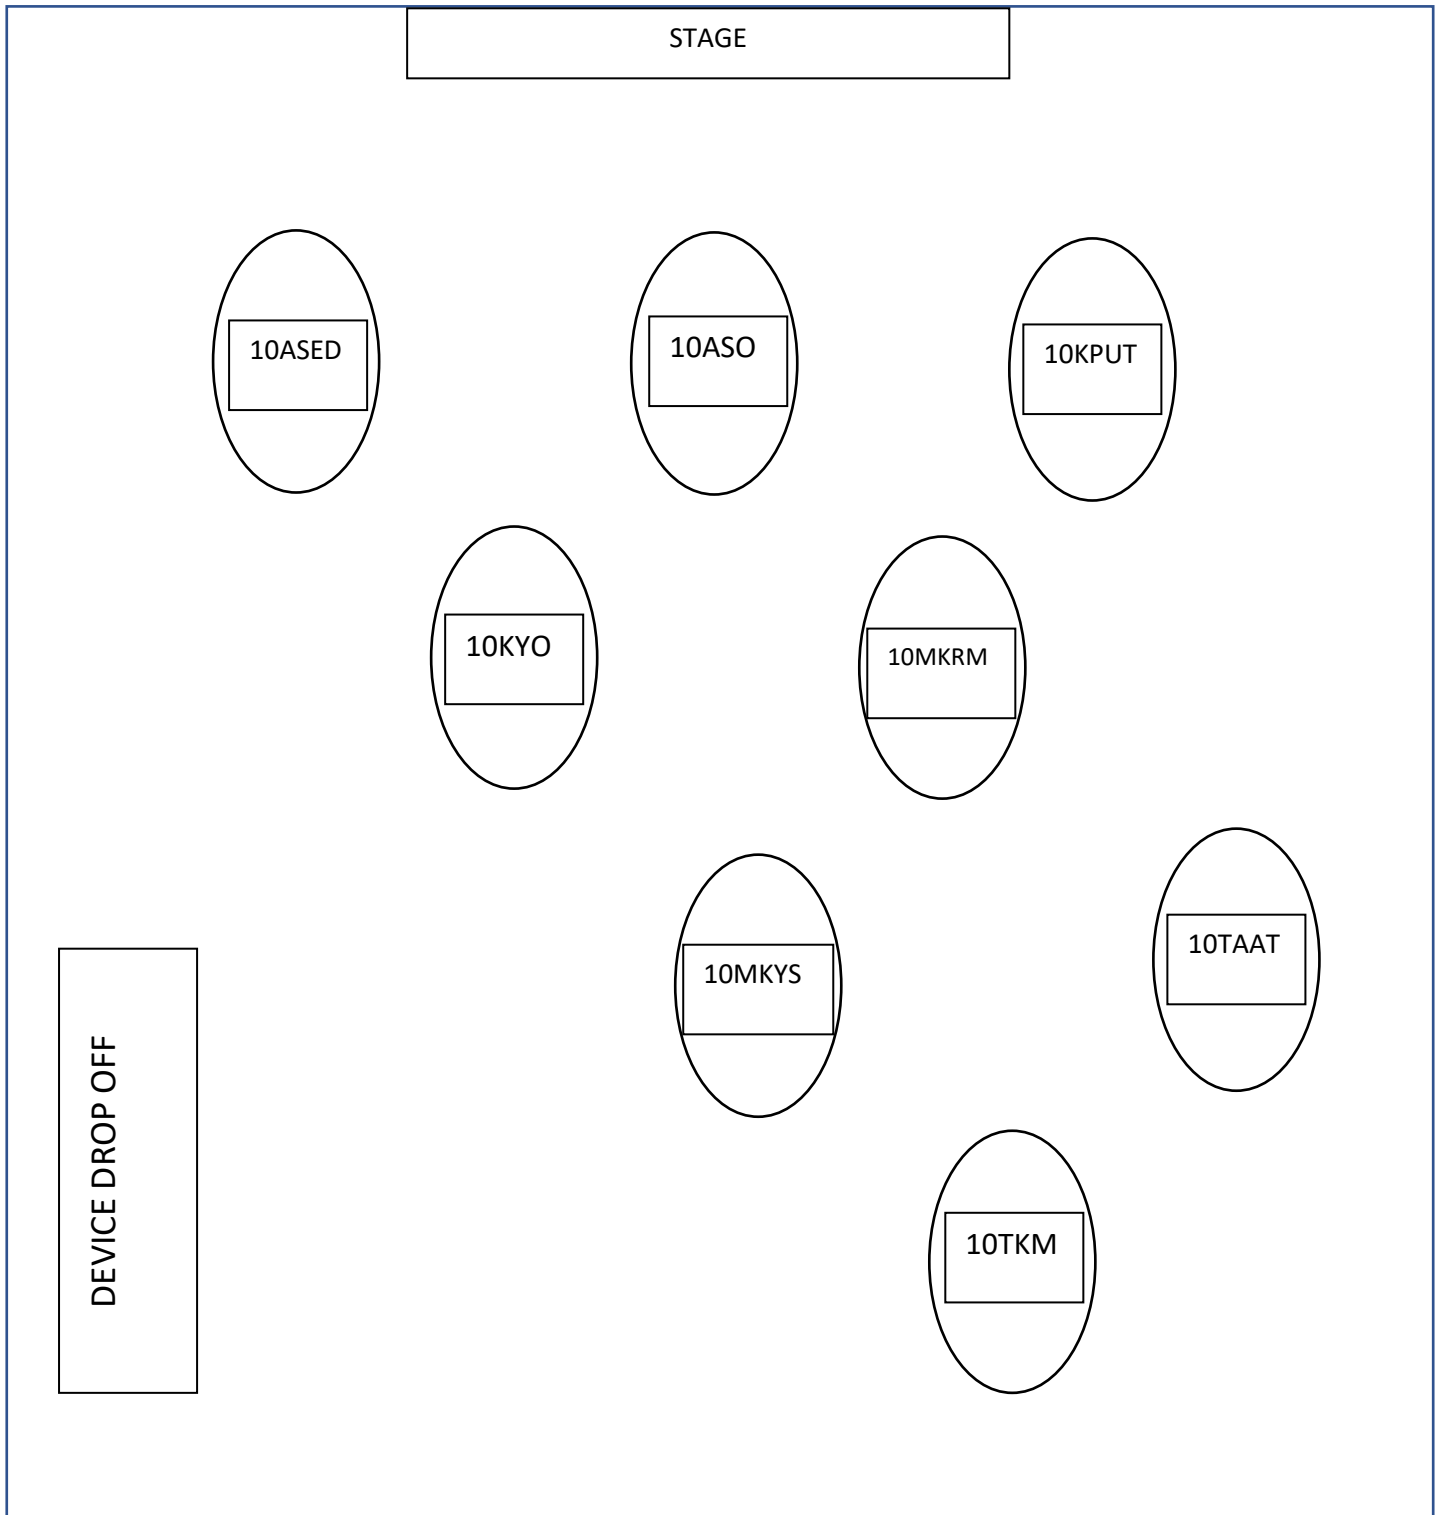 STAGE
10ASED
10ASO
10KPUT
10KYO
10MKRM
10MKYS
10TAAT
DEVICE DROP OFF
10TKM